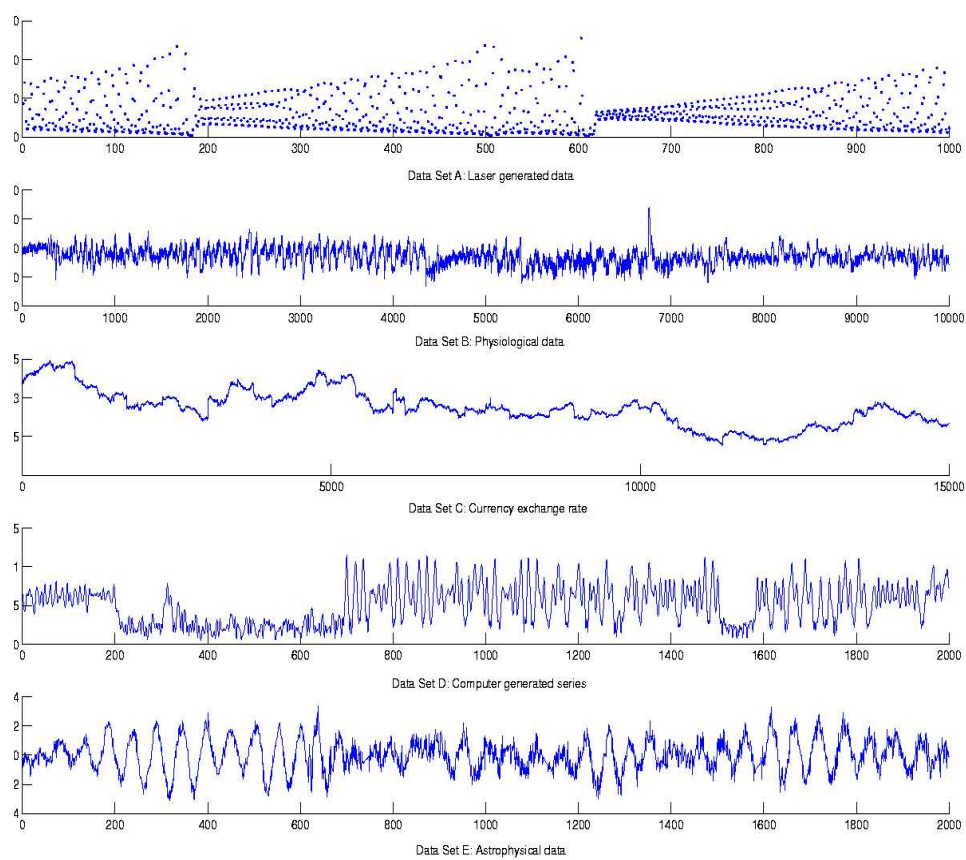 0
0
0
0
0 100 200 300 400 500 600 700 800 900 1000
Data Set A: Laser generated data
0
0
0
0
0
0 1000 2000 3000 4000 5000 6000 7000 8000 9000 10000
Data Set B: Physiological data
5
3
5
0 5000 10000 15000
Data Set C: Currency exchange rate
5
1
5
0
0 200 400 600 800 1000 1200 1400 1600 1800 2000
Data Set D: Computer generated series
4
2
0
2
4
0 200 400 600 800 1000 1200 1400 1600 1800 2000
Data Set E: Astrophysical data